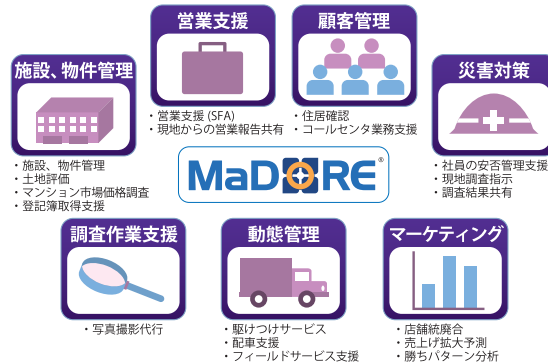 営業支援
・営業支援 (SFA)
・現地からの営業報告共有
顧客管理
・住居確認
・コールセンタ業務支援
施設、物件管理
・施設、物件管理
・土地評価
・マンション市場価格調査
・登記簿取得支援
災害対策
・社員の安否管理支援
・現地調査指示
・調査結果共有
MaDORE®
調査作業支援
・写真撮影代行
動態管理
・駆けつけサービス
・配車支援
・フィールドサービス支援
マーケティング
・店舗統廃合
・売上げ拡大予測
・勝ちパターン分析